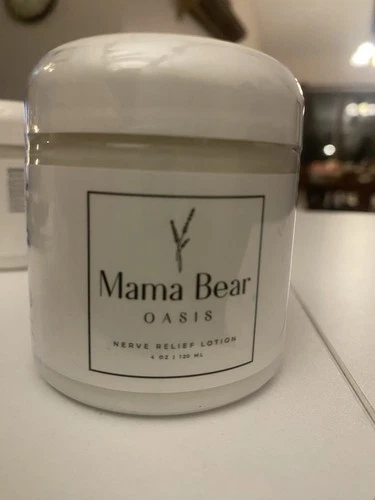 Mama Bear
OASIS
NERVE RELIEF LOTION
4 OZ | 120 ML